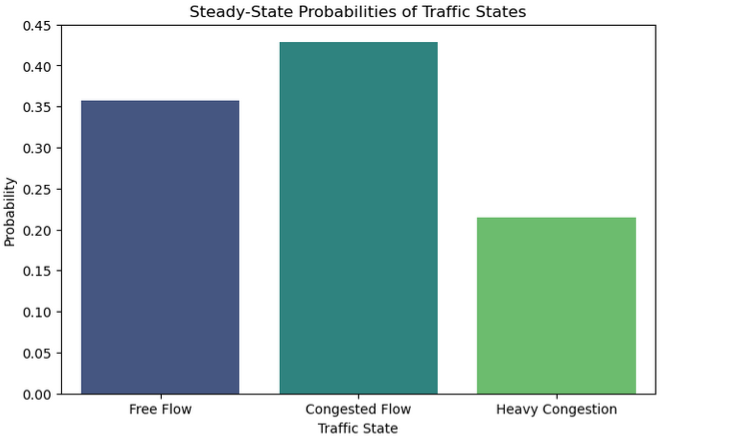 Steady-State Probabilities of Traffic States
0.45
0.40
0.35
0.30
0.25
0.20
0.15
0.10
0.05
0.00
Probability
Free Flow Congested Flow Heavy Congestion
Traffic State